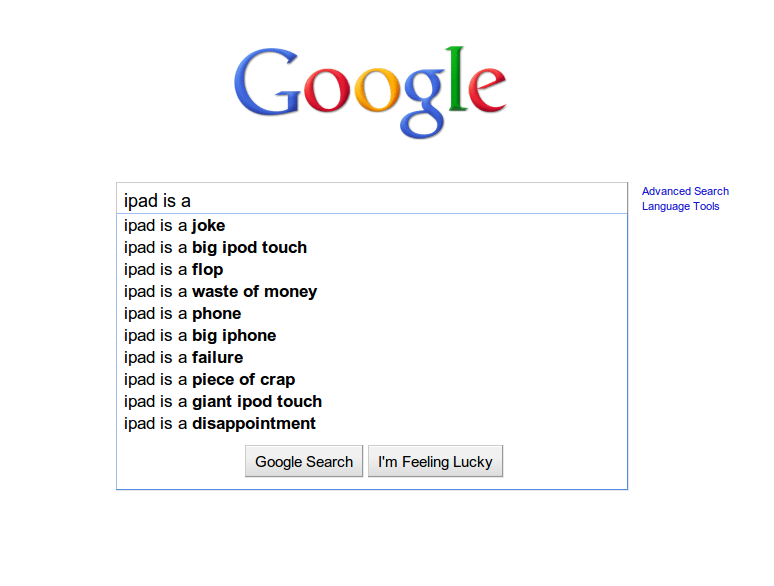 Google
ipad is a
Advanced Search
Language Tools
ipad is a joke
ipad is a big ipod touch
ipad is a flop
ipad is a waste of money
ipad is a phone
ipad is a big iphone
ipad is a failure
ipad is a piece of crap
ipad is a giant ipod touch
ipad is a disappointment
Google Search
I'm Feeling Lucky